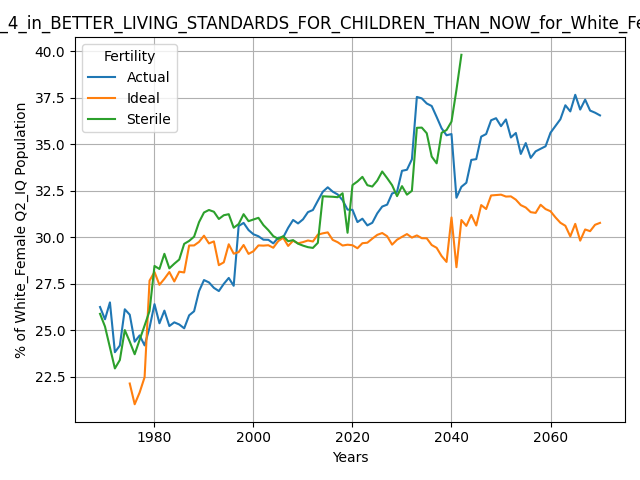 _4_in_BETTER_LIVING_STANDARDS_FOR_CHILDREN_THAN_NOW_for_White_Fe
Fertility
Actual
Ideal
Sterile
% of White_Female Q2_IQ Population
40.0
37.5
35.0
32.5
30.0
27.5
25.0
22.5
1980
2000
2020
2040
2060
Years